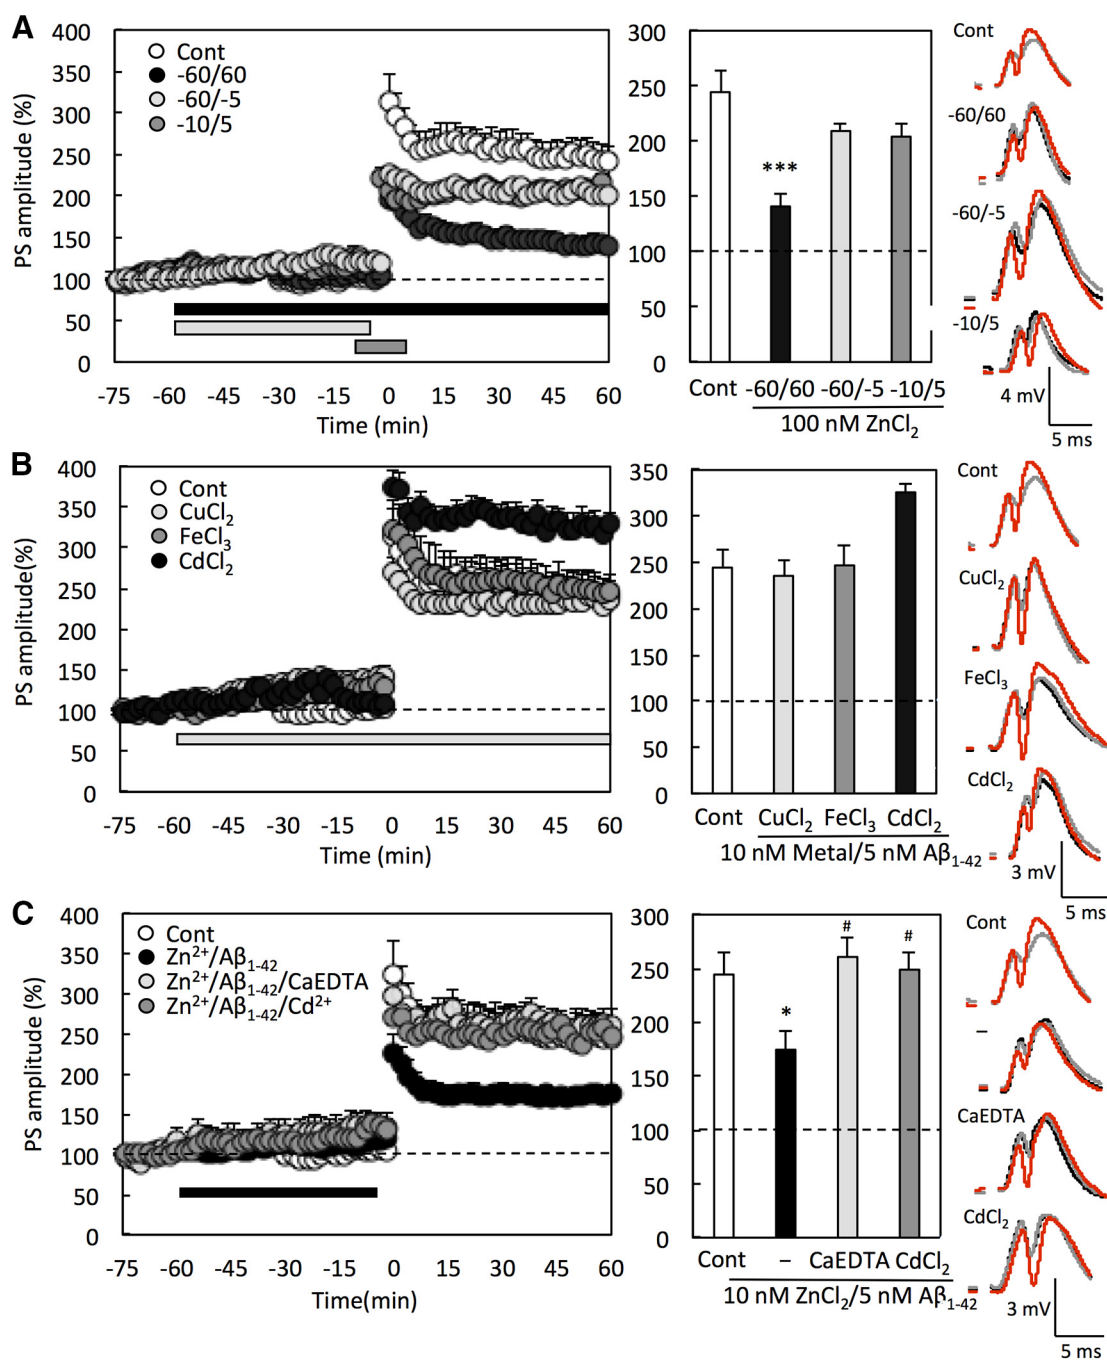 A
PS amplitude (%)
400
350
300
250
200
150
100
50
0
Cont
-60/60
-60/-5
-10/5
-75
-60
-45
-30
-15
0
15
30
45
60
Time (min)
300
250
200
150
100
50
0
***
Cont -60/60 -60/-5 -10/5
100 nM ZnCl₂
Cont
-60/60
-60/-5
-10/5
4 mV
5 ms
B
PS amplitude(%)
400
350
300
250
200
150
100
50
0
Cont
CuCl₂
FeCl₃
CdCl₂
-75
-60
-45
-30
-15
0
15
30
45
60
Time (min)
350
300
250
200
150
100
50
0
Cont CuCl₂ FeCl₃ CdCl₂
10 nM Metal/5 nM Aβ₁₋₄₂
Cont
CuCl₂
FeCl₃
CdCl₂
3 mV
5 ms
C
PS amplitude (%)
400
350
300
250
200
150
100
50
0
Cont
Zn²⁺/Aβ₁₋₄₂
Zn²⁺/Aβ₁₋₄₂/CaEDTA
Zn²⁺/Aβ₁₋₄₂/Cd²⁺
-75
-60
-45
-30
-15
0
15
30
45
60
Time(min)
300
250
200
150
100
50
0
*
#
#
Cont – CaEDTA CdCl₂
10 nM ZnCl₂/5 nM Aβ₁₋₄₂
Cont
–
CaEDTA
CdCl₂
3 mV
5 ms